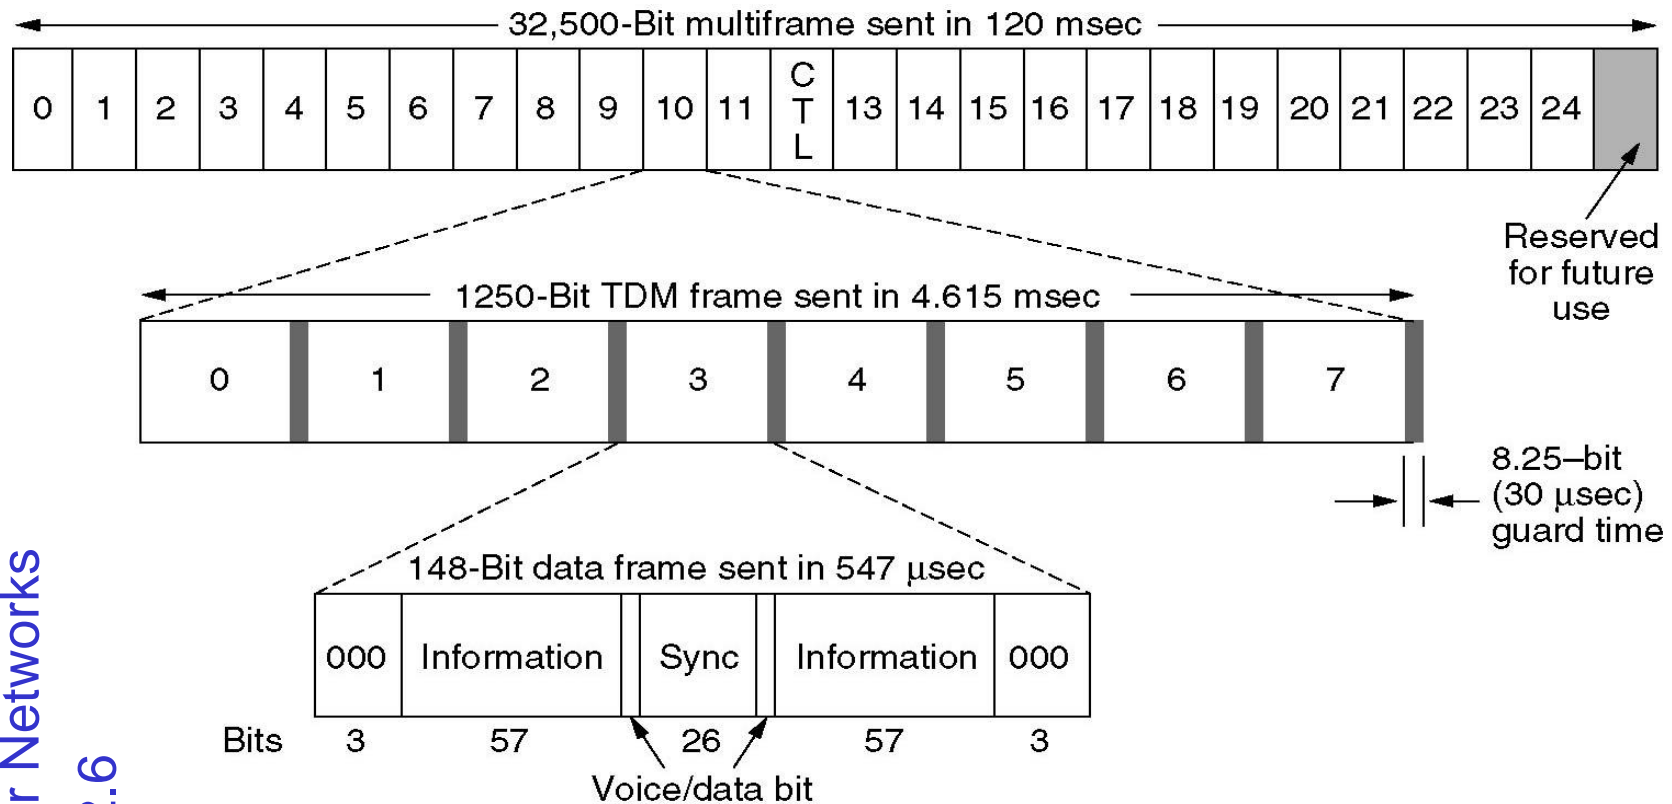 32,500-Bit multiframe sent in 120 msec
0 1 2 3 4 5 6 7 8 9 10 11 CTL 13 14 15 16 17 18 19 20 21 22 23 24
Reserved
for future
use
1250-Bit TDM frame sent in 4.615 msec
0 1 2 3 4 5 6 7
8.25–bit
(30 μsec)
guard time
148-Bit data frame sent in 547 μsec
000 Information Sync Information 000
Bits 3 57 26 57 3
Voice/data bit
Networks